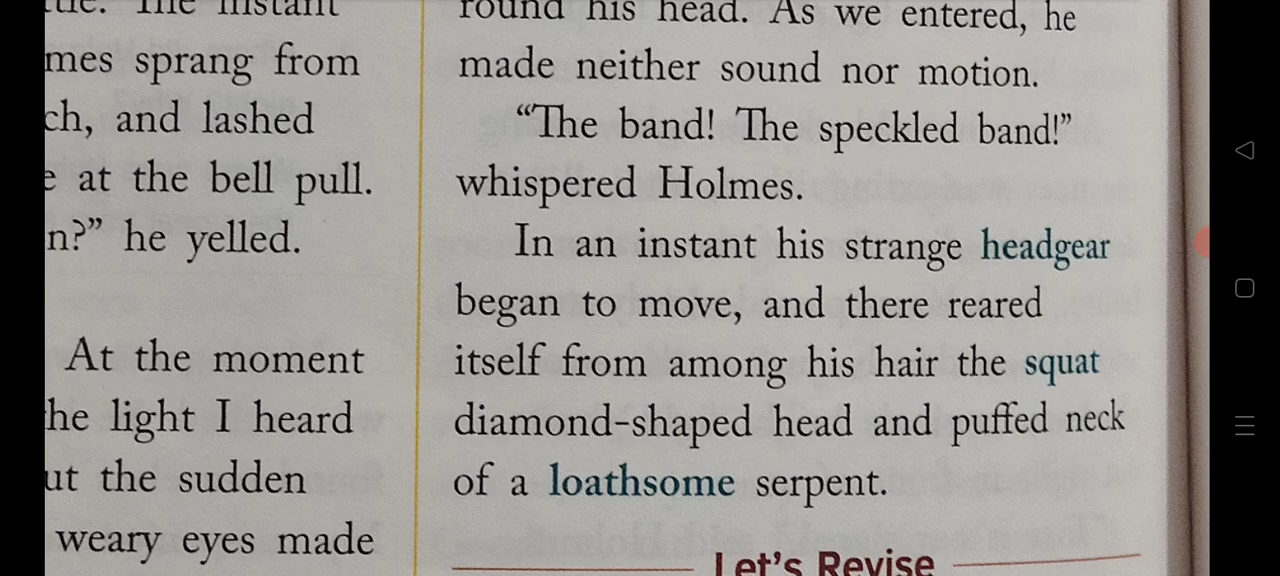 The instant
mes sprang from
ch, and lashed
e at the bell pull.
n?” he yelled.
At the moment
he light I heard
ut the sudden
weary eyes made
round his head. As we entered, he
made neither sound nor motion.
“The band! The speckled band!”
whispered Holmes.
In an instant his strange headgear
began to move, and there reared
itself from among his hair the squat
diamond-shaped head and puffed neck
of a loathsome serpent.
Let’s Revise